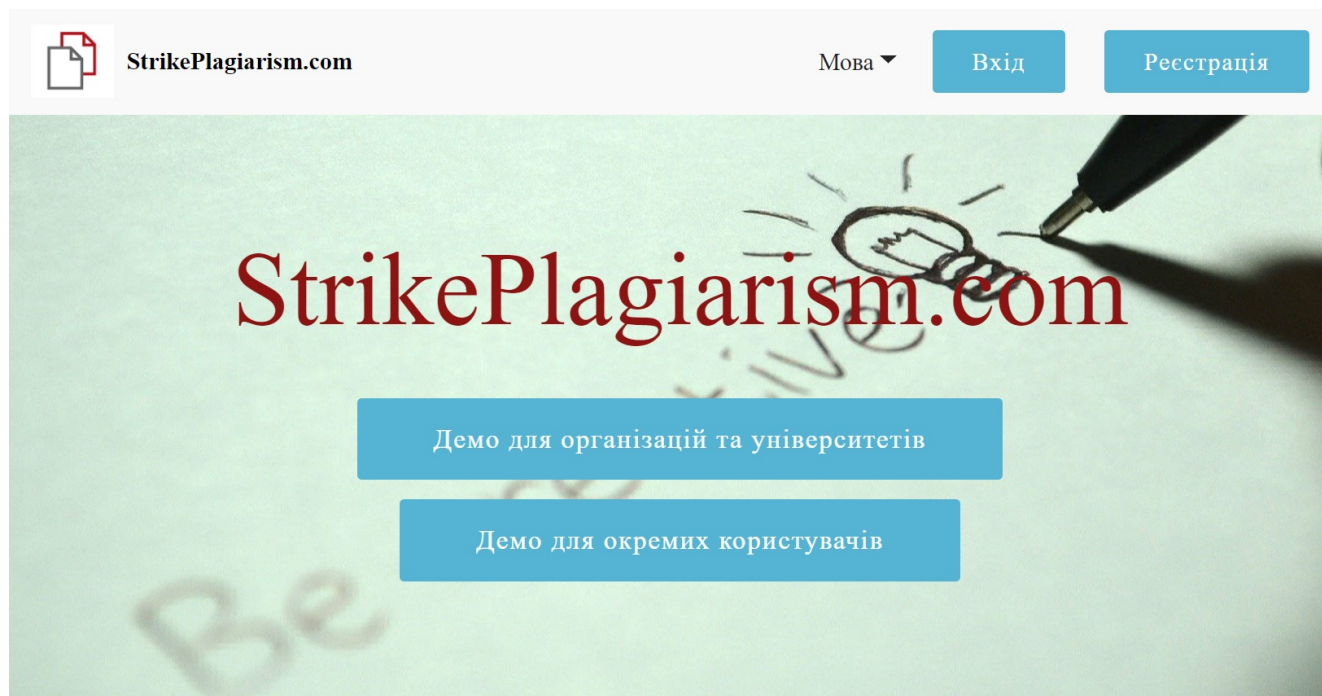 StrikePlagiarism.com
Мова
Вхід
Реєстрація
StrikePlagiarism.com
Демо для організацій та університетів
Демо для окремих користувачів
Be